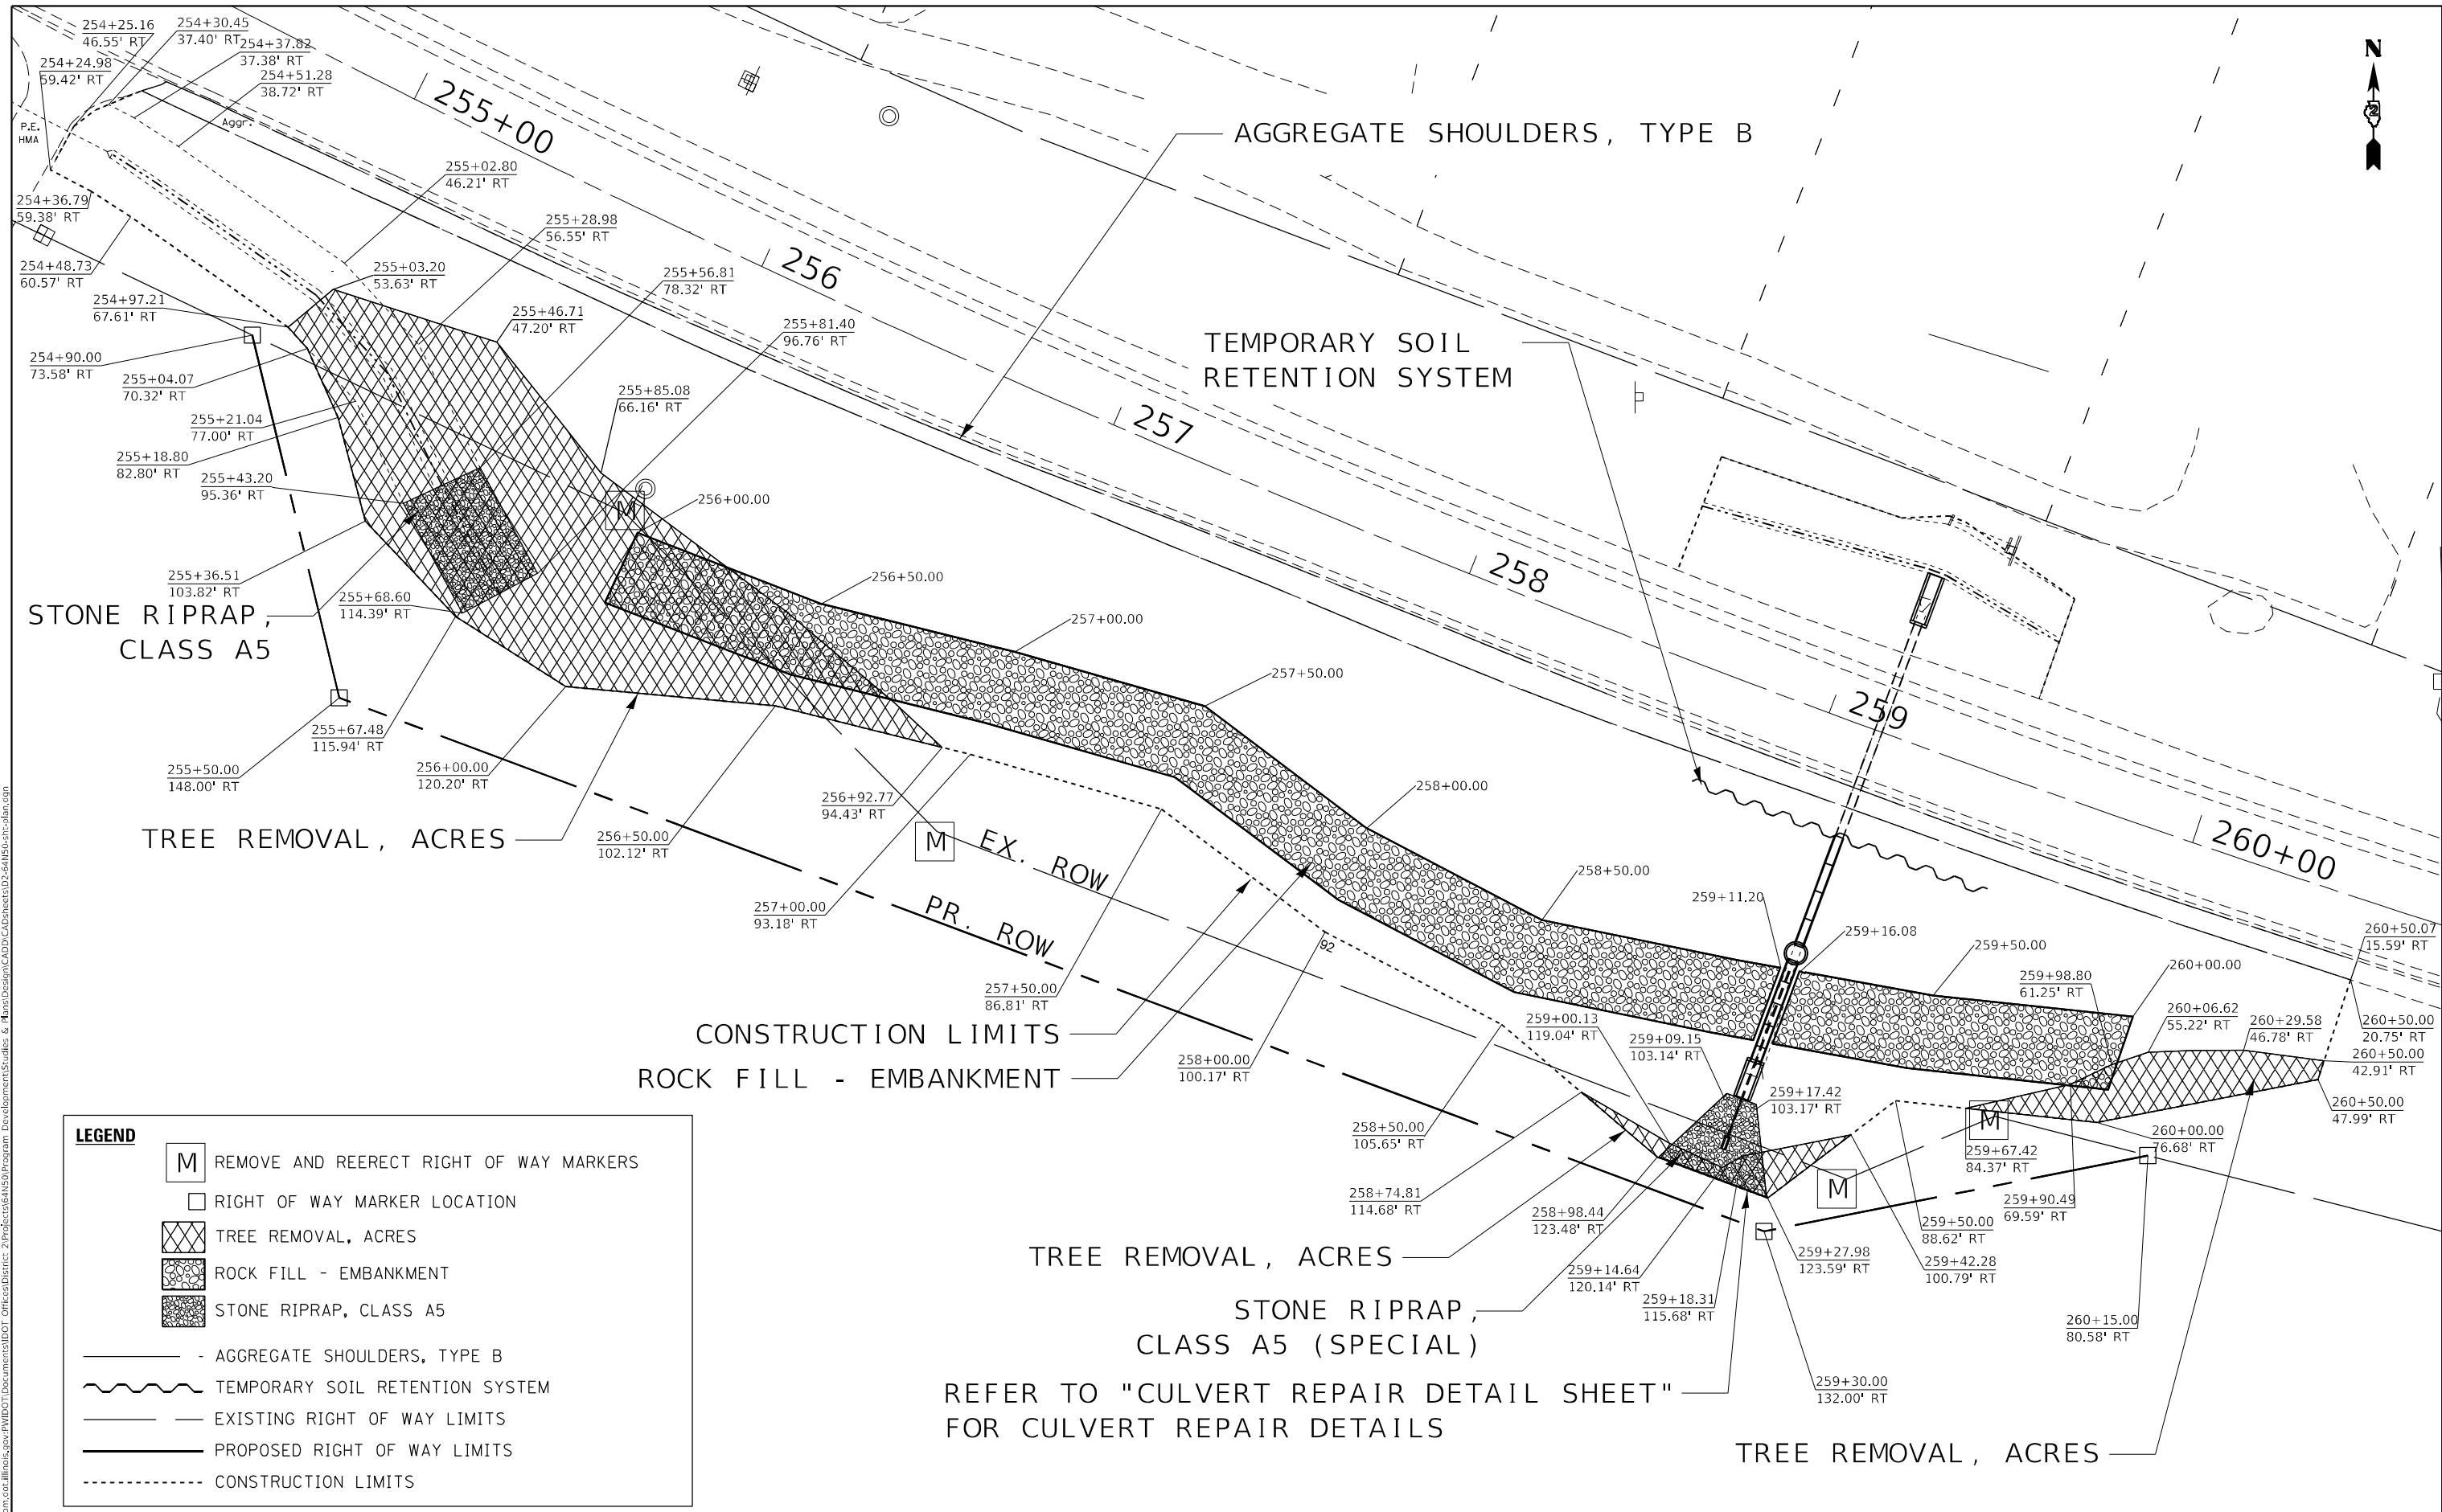 254+25.16
46.55' RT
254+30.45
37.40' RT
254+37.82
37.38' RT
254+24.98
59.42' RT
254+51.28
38.72' RT
P.E.
HMA
Aggr.
254+36.79
59.38' RT
254+48.73
60.57' RT
254+97.21
67.61' RT
254+90.00
73.58' RT
255+04.07
70.32' RT
255+21.04
77.00' RT
255+18.80
82.80' RT
255+43.20
95.36' RT
255+36.51
103.82' RT
STONE RIPRAP,
CLASS A5
255+68.60
114.39' RT
255+67.48
115.94' RT
255+50.00
148.00' RT
256+00.00
120.20' RT
TREE REMOVAL, ACRES
256+50.00
102.12' RT
256+92.77
94.43' RT
257+00.00
93.18' RT
255+02.80
46.21' RT
255+28.98
56.55' RT
255+03.20
53.63' RT
255+56.81
78.32' RT
255+46.71
47.20' RT
255+81.40
96.76' RT
255+85.08
66.16' RT
M
256+00.00
256+50.00
257+00.00
257+50.00
258+00.00
258+50.00
259+11.20
259+16.08
259+50.00
260+00.00
255+00
256
257
258
259
260+00
AGGREGATE SHOULDERS, TYPE B
TEMPORARY SOIL
RETENTION SYSTEM
N
2
M
EX. ROW
PR. ROW
92
257+50.00
86.81' RT
CONSTRUCTION LIMITS
ROCK FILL - EMBANKMENT
258+00.00
100.17' RT
258+50.00
105.65' RT
258+74.81
114.68' RT
TREE REMOVAL, ACRES
259+00.13
119.04' RT
259+09.15
103.14' RT
259+17.42
103.17' RT
258+98.44
123.48' RT
259+14.64
120.14' RT
259+18.31
115.68' RT
STONE RIPRAP,
CLASS A5 (SPECIAL)
REFER TO "CULVERT REPAIR DETAIL SHEET"
FOR CULVERT REPAIR DETAILS
M
259+27.98
123.59' RT
259+30.00
132.00' RT
259+42.28
100.79' RT
259+50.00
88.62' RT
M
259+67.42
84.37' RT
259+90.49
69.59' RT
259+98.80
61.25' RT
260+06.62
55.22' RT
260+29.58
46.78' RT
260+50.07
15.59' RT
260+50.00
20.75' RT
260+50.00
42.91' RT
260+50.00
47.99' RT
260+00.00
76.68' RT
260+15.00
80.58' RT
TREE REMOVAL, ACRES
LEGEND
M REMOVE AND REERECT RIGHT OF WAY MARKERS
RIGHT OF WAY MARKER LOCATION
TREE REMOVAL, ACRES
ROCK FILL - EMBANKMENT
STONE RIPRAP, CLASS A5
AGGREGATE SHOULDERS, TYPE B
TEMPORARY SOIL RETENTION SYSTEM
EXISTING RIGHT OF WAY LIMITS
PROPOSED RIGHT OF WAY LIMITS
CONSTRUCTION LIMITS